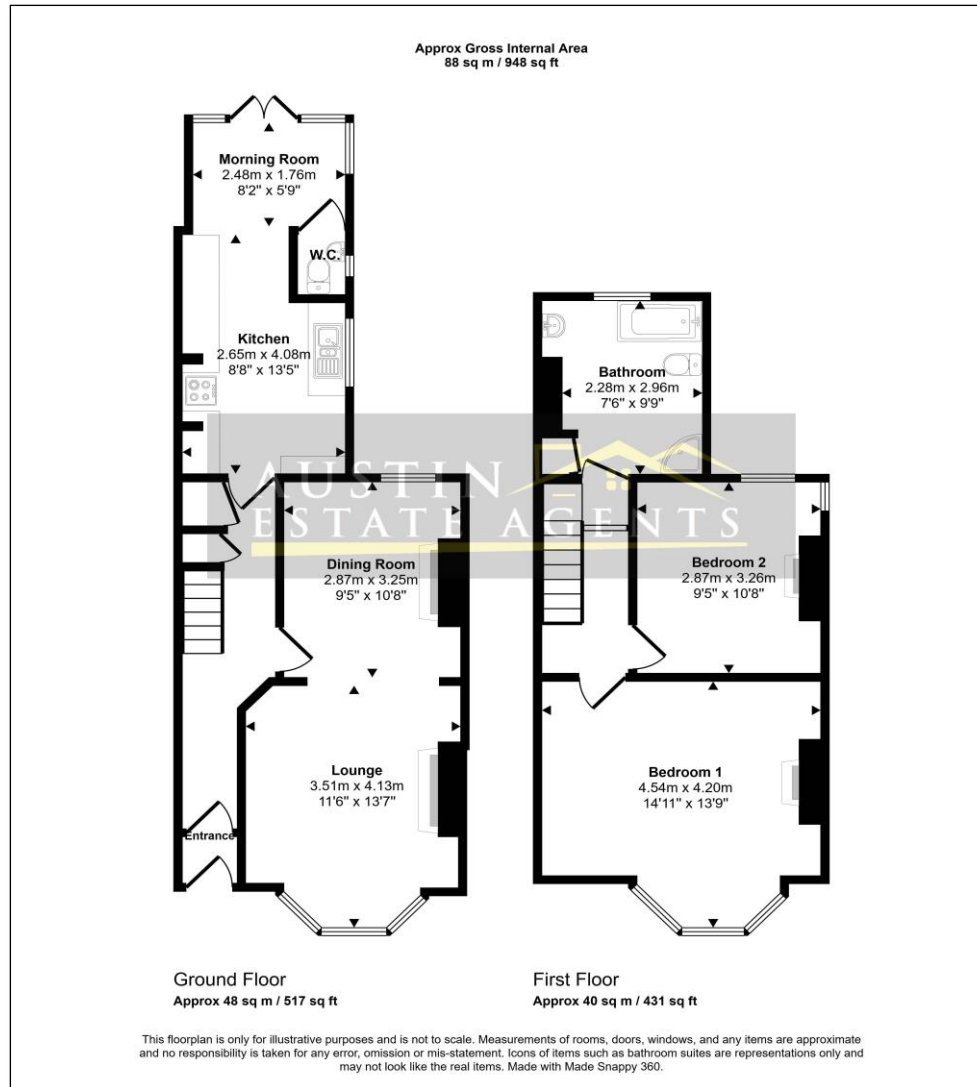 Approx Gross Internal Area
88 sq m / 948 sq ft
Morning Room
2.48m x 1.76m
8'2" x 5'9"
W.C.
Kitchen
2.65m x 4.08m
8'8" x 13'5"
Bathroom
2.28m x 2.96m
7'6" x 9'9"
AUSTIN
ESTATE AGENTS
Dining Room
2.87m x 3.25m
9'5" x 10'8"
Bedroom 2
2.87m x 3.26m
9'5" x 10'8"
Lounge
3.51m x 4.13m
11'6" x 13'7"
Bedroom 1
4.54m x 4.20m
14'11" x 13'9"
Entrance
Ground Floor
Approx 48 sq m / 517 sq ft
First Floor
Approx 40 sq m / 431 sq ft
This floorplan is only for illustrative purposes and is not to scale. Measurements of rooms, doors, windows, and any items are approximate
and no responsibility is taken for any error, omission or mis-statement. Icons of items such as bathroom suites are representations only and
may not look like the real items. Made with Made Snappy 360.